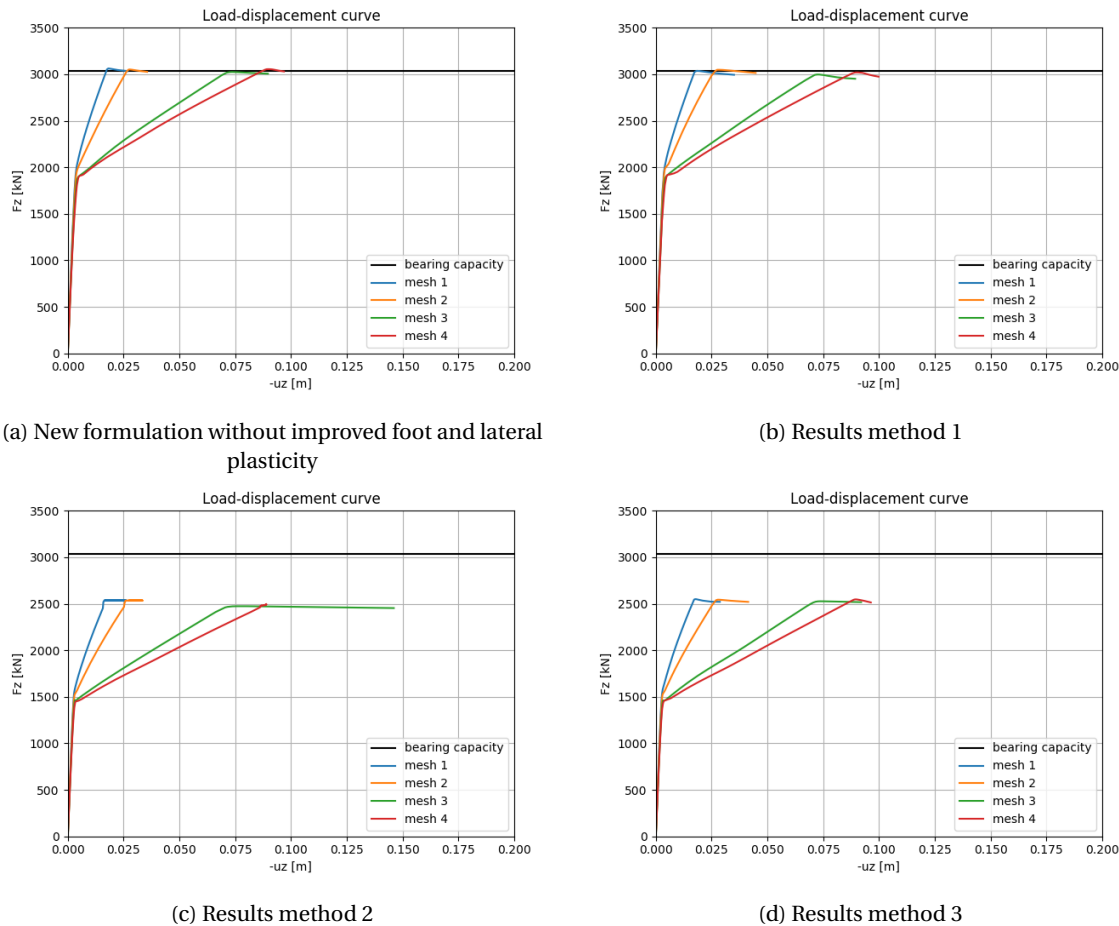 Load-displacement curve
3500
3000
2500
2000
1500
1000
500
0
Fz [kN]
bearing capacity
mesh 1
mesh 2
mesh 3
mesh 4
0.000 0.025 0.050 0.075 0.100 0.125 0.150 0.175 0.200
-uz [m]
(a) New formulation without improved foot and lateral
plasticity
Load-displacement curve
3500
3000
2500
2000
1500
1000
500
0
Fz [kN]
bearing capacity
mesh 1
mesh 2
mesh 3
mesh 4
0.000 0.025 0.050 0.075 0.100 0.125 0.150 0.175 0.200
-uz [m]
(b) Results method 1
Load-displacement curve
3500
3000
2500
2000
1500
1000
500
0
Fz [kN]
bearing capacity
mesh 1
mesh 2
mesh 3
mesh 4
0.000 0.025 0.050 0.075 0.100 0.125 0.150 0.175 0.200
-uz [m]
(c) Results method 2
Load-displacement curve
3500
3000
2500
2000
1500
1000
500
0
Fz [kN]
bearing capacity
mesh 1
mesh 2
mesh 3
mesh 4
0.000 0.025 0.050 0.075 0.100 0.125 0.150 0.175 0.200
-uz [m]
(d) Results method 3